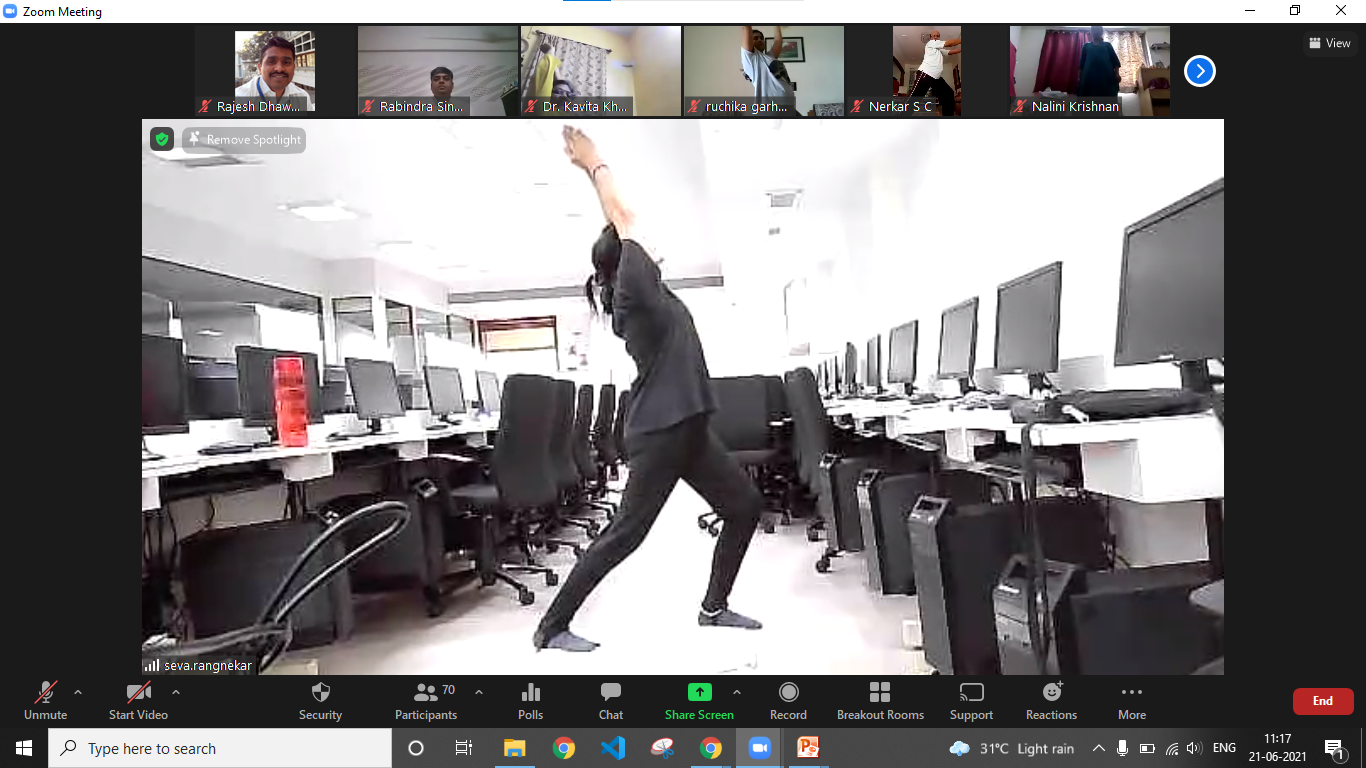 Zoom Meeting
View
Rajesh Dhaw...
Rabindra Sin...
Dr. Kavita Kh...
ruchika garh...
Nerkar S C
Nalini Krishnan
Remove Spotlight
seva.rangnekar
Unmute
Start Video
Security
70
Participants
Polls
Chat
Share Screen
Record
Breakout Rooms
Support
Reactions
More
End
Type here to search
31°C Light rain
ENG
11:17
21-06-2021
1